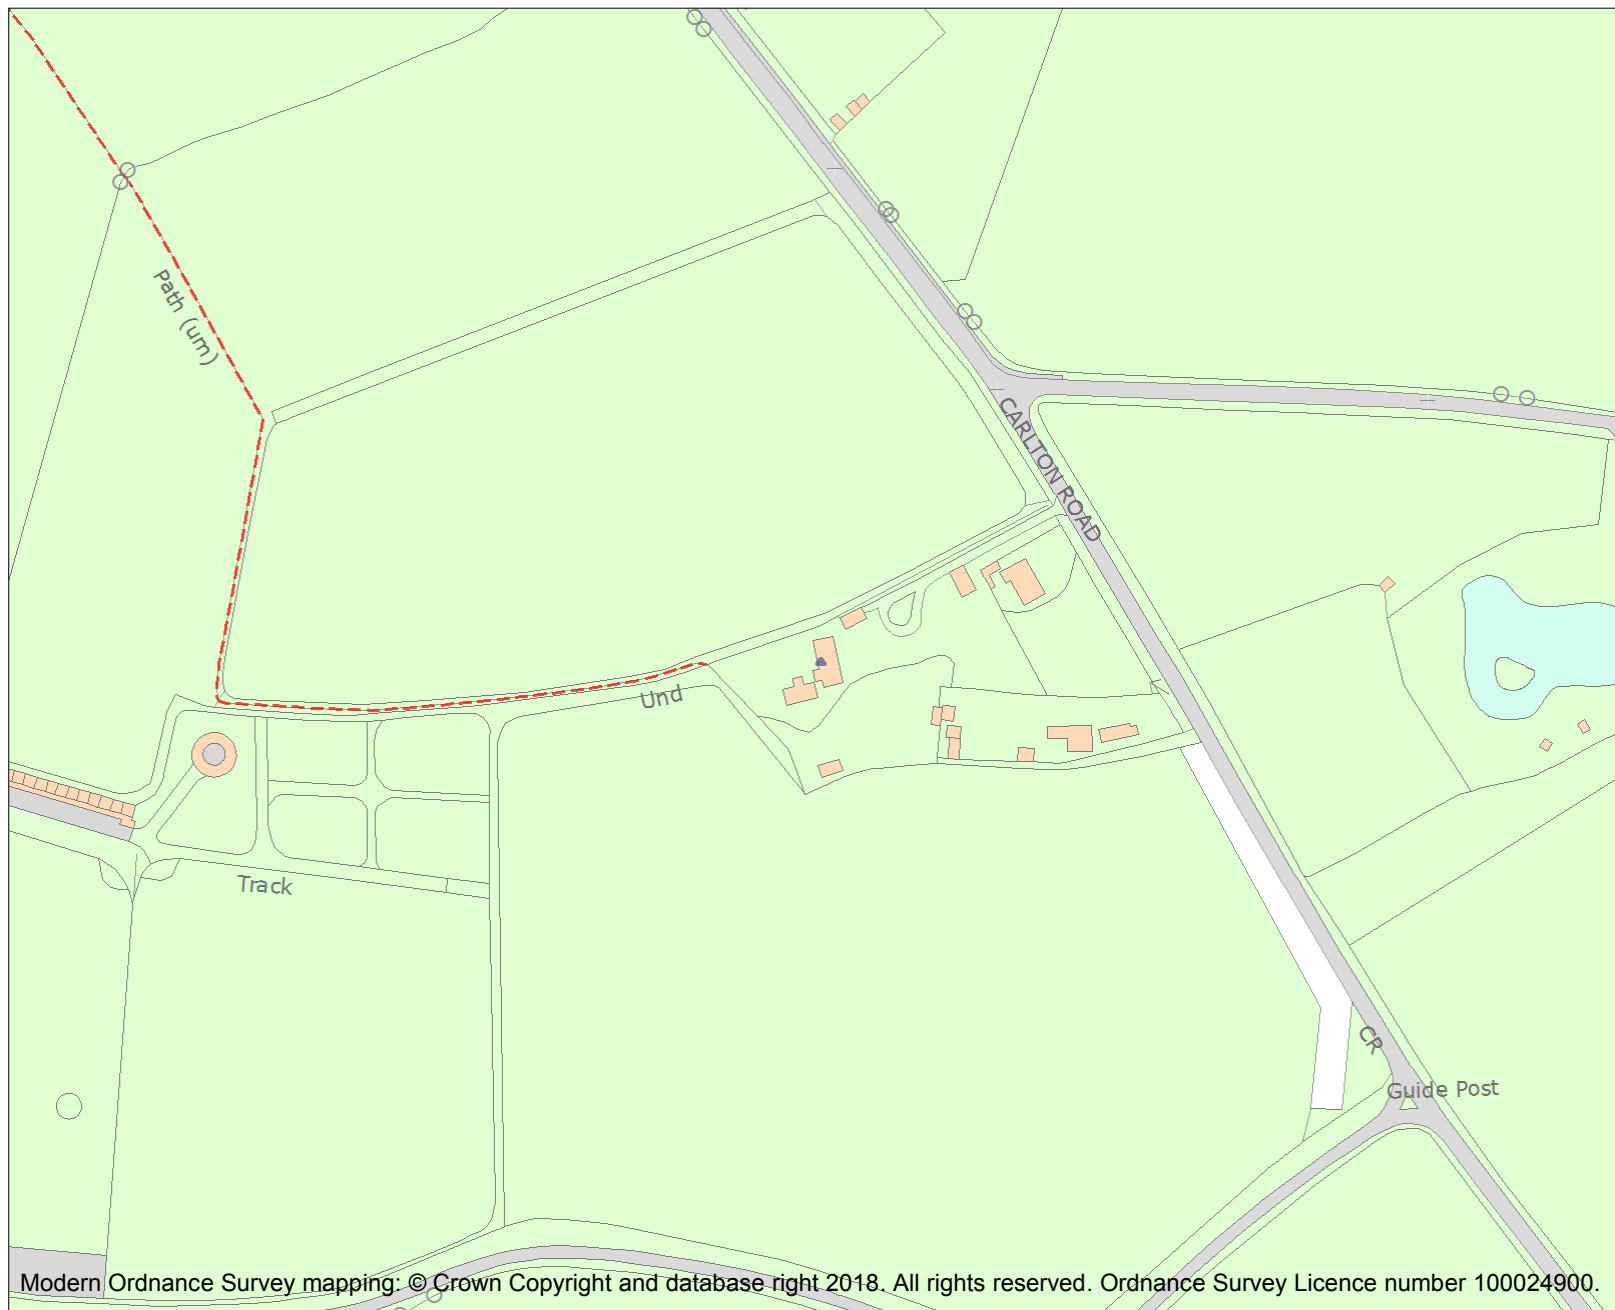 Path (um)
CARLTON ROAD
Und
Track
CR
Guide Post
Modern Ordnance Survey mapping: © Crown Copyright and database right 2018. All rights reserved. Ordnance Survey Licence number 100024900.